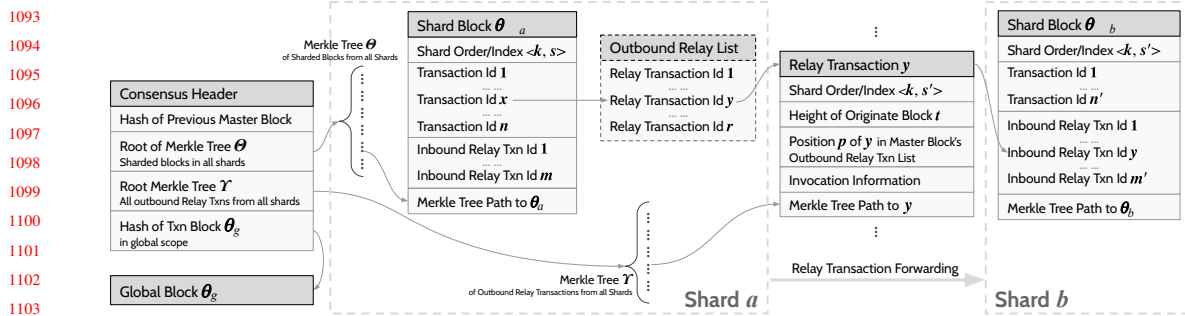 1093
1094
1095
1096
1097
1098
1099
1100
1101
1102
1103
Consensus Header
Hash of Previous Master Block
Root of Merkle Tree Θ
Sharded blocks in all shards
Root Merkle Tree ϒ
All outbound Relay Txns from all shards
Hash of Txn Block θg
in global scope
Global Block θg
Merkle Tree Θ
of Sharded Blocks from all Shards
Shard Block θ a
Shard Order/Index <k, s>
Transaction Id 1
... ...
Transaction Id x
... ...
Transaction Id n
Inbound Relay Txn Id 1
... ...
Inbound Relay Txn Id m
Merkle Tree Path to θa
Outbound Relay List
Relay Transaction Id 1
... ...
Relay Transaction Id y
... ...
Relay Transaction Id r
Merkle Tree ϒ
of Outbound Relay Transactions from all Shards
Shard a
Relay Transaction y
Shard Order/Index <k, s′>
Height of Originate Block t
Position p of y in Master Block's
Outbound Relay Txn List
Invocation Information
Merkle Tree Path to y
Relay Transaction Forwarding
Shard Block θ b
Shard Order/Index <k, s′>
Transaction Id 1
... ...
Transaction Id n′
Inbound Relay Txn Id 1
... ...
Inbound Relay Txn Id y
... ...
Inbound Relay Txn Id m′
Merkle Tree Path to θb
Shard b